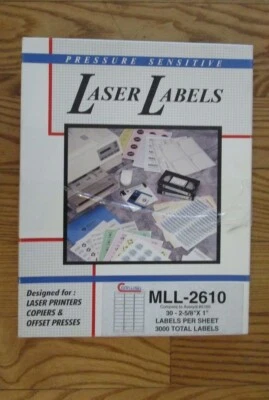 PRESSURE SENSITIVE
LASER LABELS
Designed for:
LASER PRINTERS
COPIERS &
OFFSET PRESSES
MLL-2610
30 - 2-5/8" X 1"
LABELS PER SHEET
3000 TOTAL LABELS